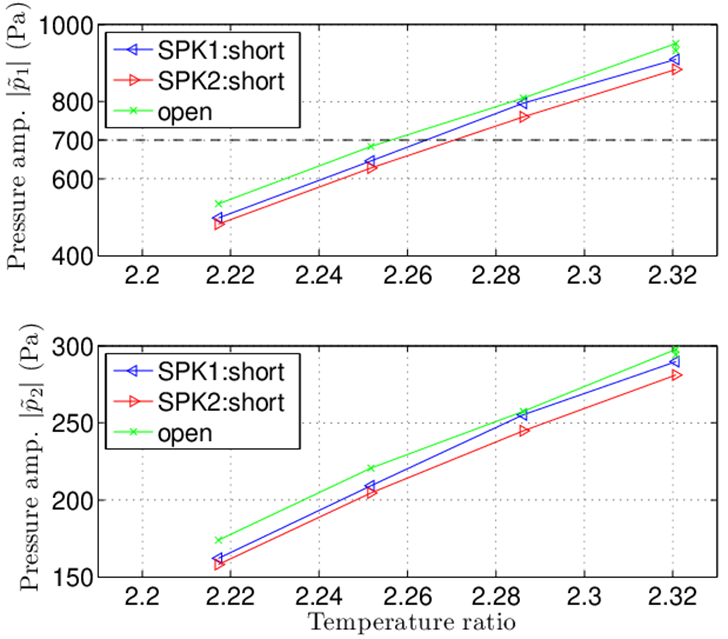 Pressure amp. |p̃₁| (Pa)
1000
800
700
600
400
SPK1:short
SPK2:short
open
2.2 2.22 2.24 2.26 2.28 2.3 2.32
Pressure amp. |p̃₂| (Pa)
300
250
200
150
SPK1:short
SPK2:short
open
2.2 2.22 2.24 2.26 2.28 2.3 2.32
Temperature ratio